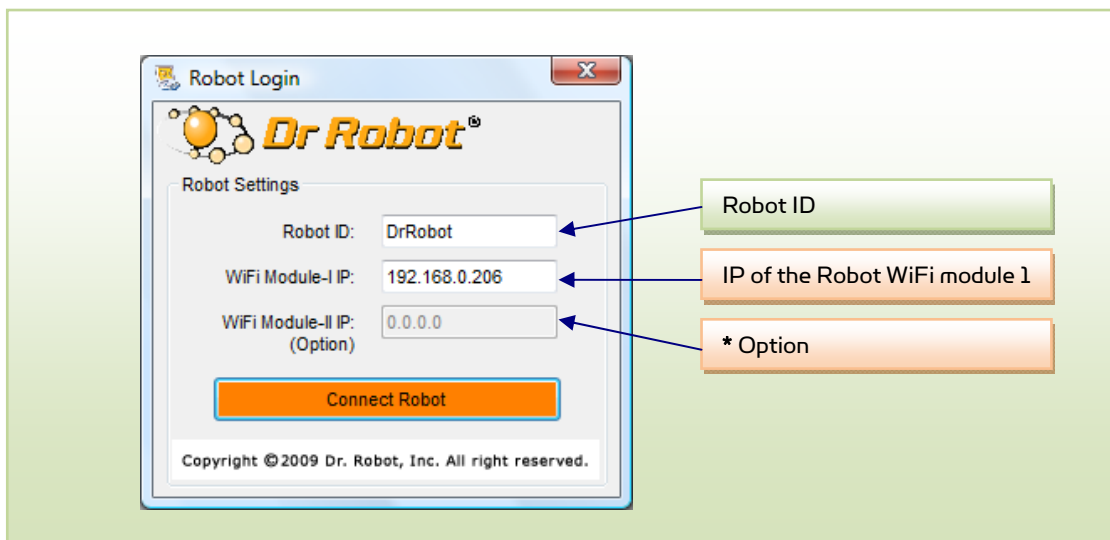 Robot Login
Dr Robot®
Robot Settings
Robot ID: DrRobot
WiFi Module-I IP: 192.168.0.206
WiFi Module-II IP: 0.0.0.0
(Option)
Connect Robot
Copyright ©2009 Dr. Robot, Inc. All right reserved.
Robot ID
IP of the Robot WiFi module 1
* Option